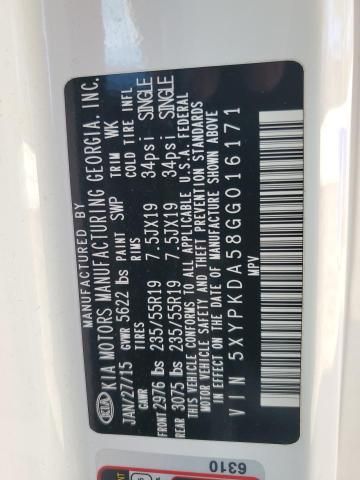 MANUFACTURED BY
KIA KIA MOTORS MANUFACTURING GEORGIA, INC.
JAN/27/15 GVWR 5622 lbs PAINT SWP TRIM WK
GAWR TIRES RIMS COLD TIRE INFL
FRONT 2976 lbs 235/55R19 7.5JX19 34psi SINGLE
REAR 3075 lbs 235/55R19 7.5JX19 34psi SINGLE
THIS VEHICLE CONFORMS TO ALL APPLICABLE U.S.A. FEDERAL
MOTOR VEHICLE SAFETY AND THEFT PREVENTION STANDARDS
IN EFFECT ON THE DATE OF MANUFACTURE SHOWN ABOVE
VIN 5XYPKDA58GG016171
MPV
6310